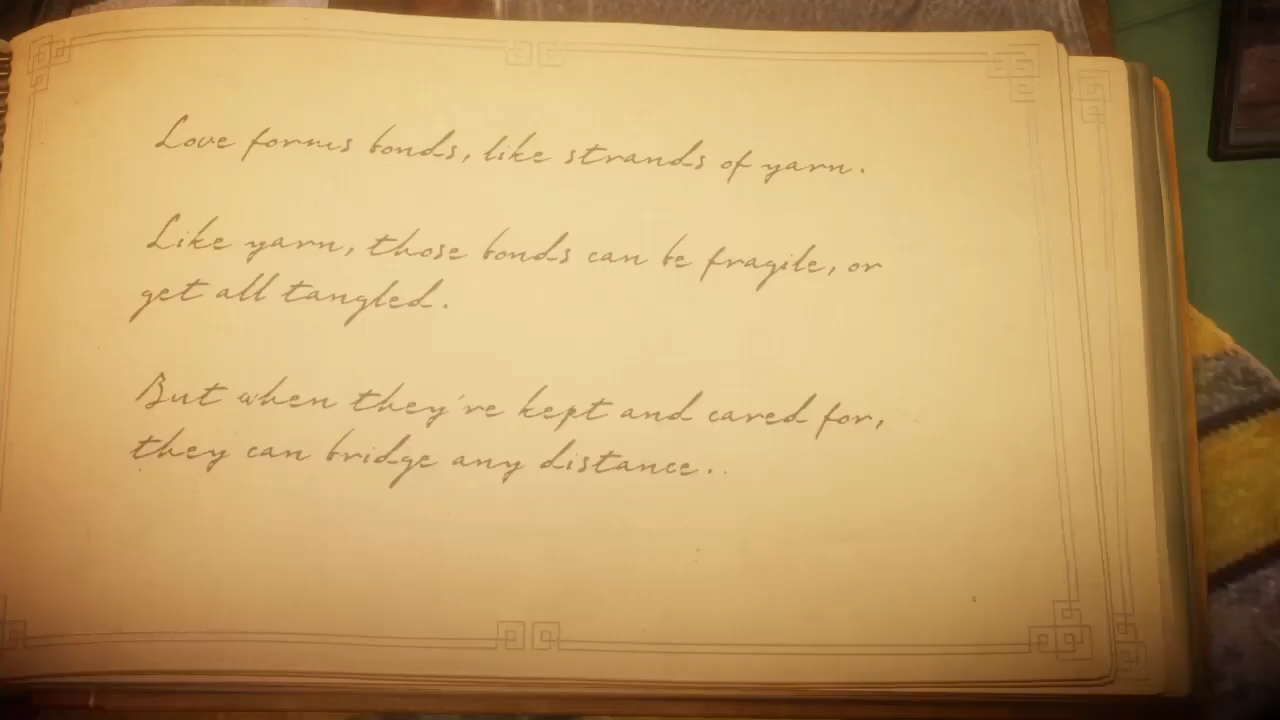 Love forms bonds, like strands of yarn.
Like yarn, those bonds can be fragile, or
get all tangled.
But when they're kept and cared for,
they can bridge any distance..